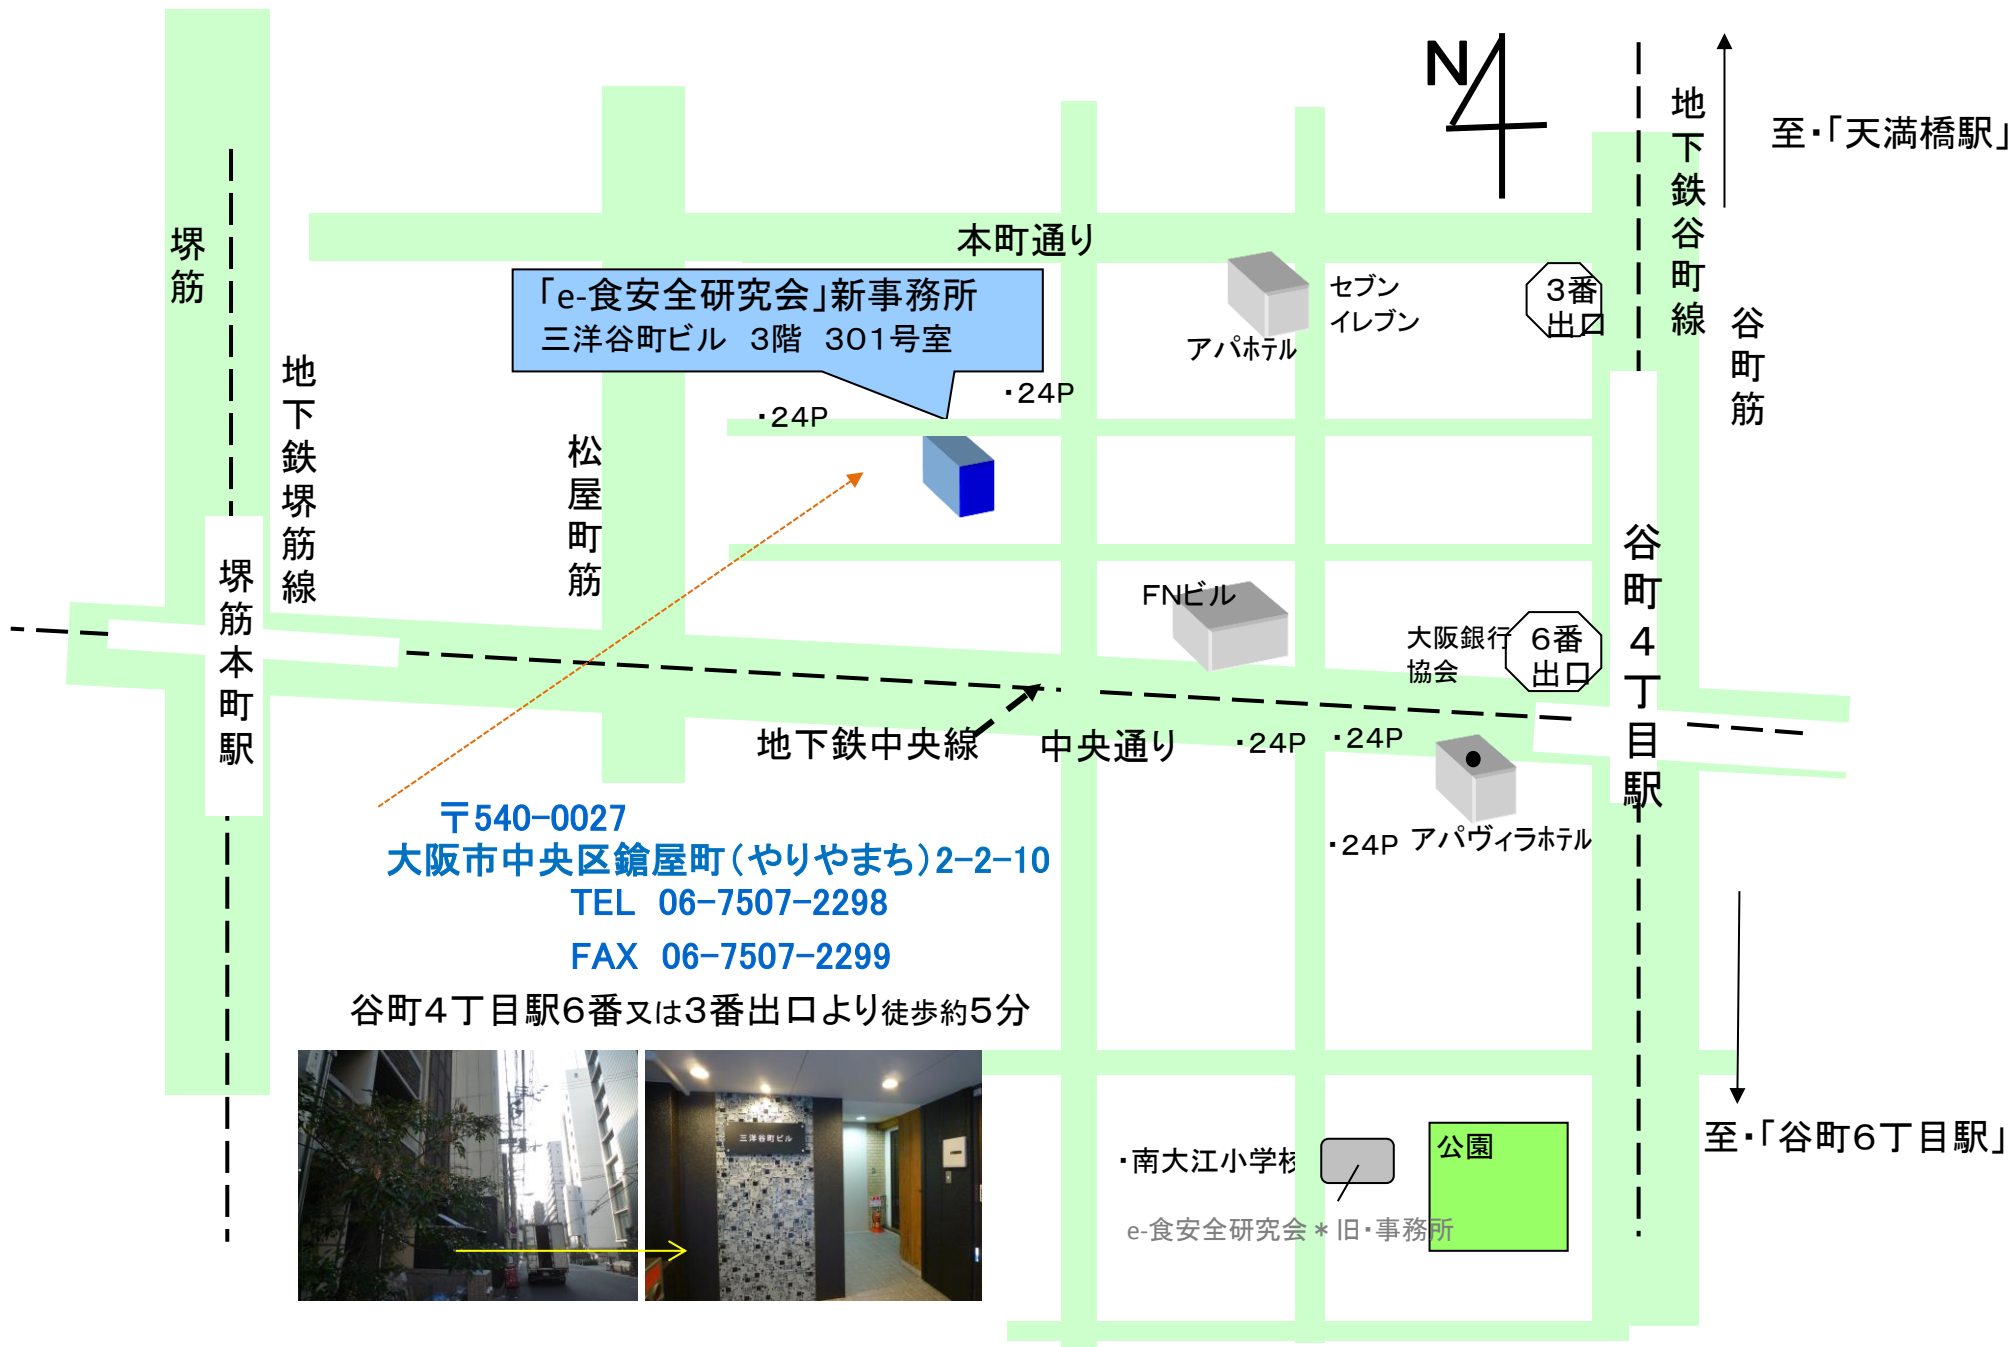 N
地下鉄谷町線
至・「天満橋駅」
堺筋
本町通り
「e-食安全研究会」新事務所
三洋谷町ビル　3階　301号室
セブン
イレブン
アパホテル
3番
出口
谷町筋
地下鉄堺筋線
・24P
・24P
松屋町筋
堺筋本町駅
谷町4丁目駅
FNビル
大阪銀行
協会
6番
出口
地下鉄中央線
中央通り
・24P
・24P
・24P
アパヴィラホテル
〒540-0027
大阪市中央区鎗屋町(やりやまち)2-2-10
TEL　06-7507-2298
FAX　06-7507-2299
谷町4丁目駅6番又は3番出口より徒歩約5分
三洋谷町ビル
・南大江小学校
公園
e-食安全研究会＊旧・事務所
至・「谷町6丁目駅」